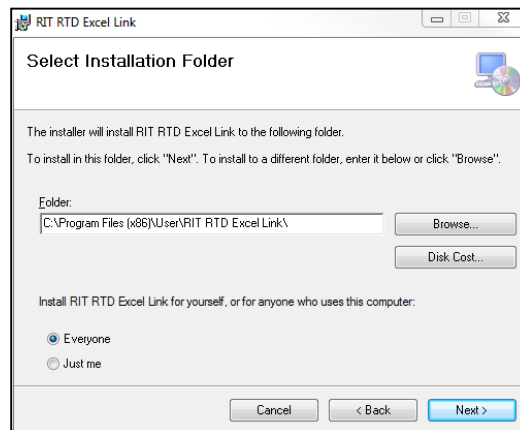 RIT RTD Excel Link
Select Installation Folder
The installer will install RIT RTD Excel Link to the following folder.
To install in this folder, click "Next". To install to a different folder, enter it below or click "Browse".
Folder:
C:\Program Files (x86)\User\RIT RTD Excel Link\
Browse...
Disk Cost...
Install RIT RTD Excel Link for yourself, or for anyone who uses this computer:
Everyone
Just me
Cancel
< Back
Next >